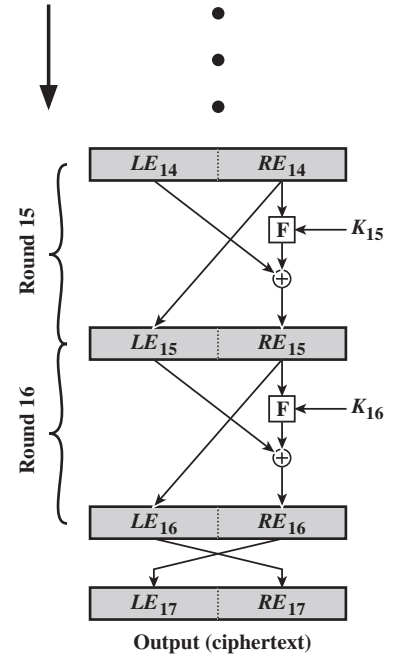 LE14 RE14
Round 15
F K15
LE15 RE15
Round 16
F K16
LE16 RE16
LE17 RE17
Output (ciphertext)